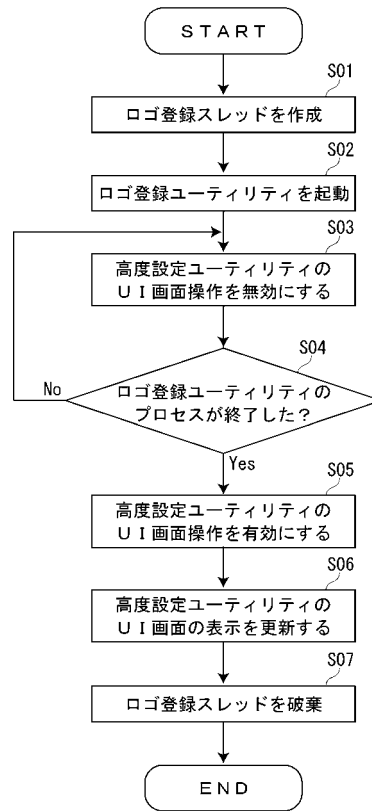 START
S01
ロゴ登録スレッドを作成
S02
ロゴ登録ユーティリティを起動
S03
高度設定ユーティリティの
ＵＩ画面操作を無効にする
S04
No
ロゴ登録ユーティリティの
プロセスが終了した？
Yes
S05
高度設定ユーティリティの
ＵＩ画面操作を有効にする
S06
高度設定ユーティリティの
ＵＩ画面の表示を更新する
S07
ロゴ登録スレッドを破棄
END